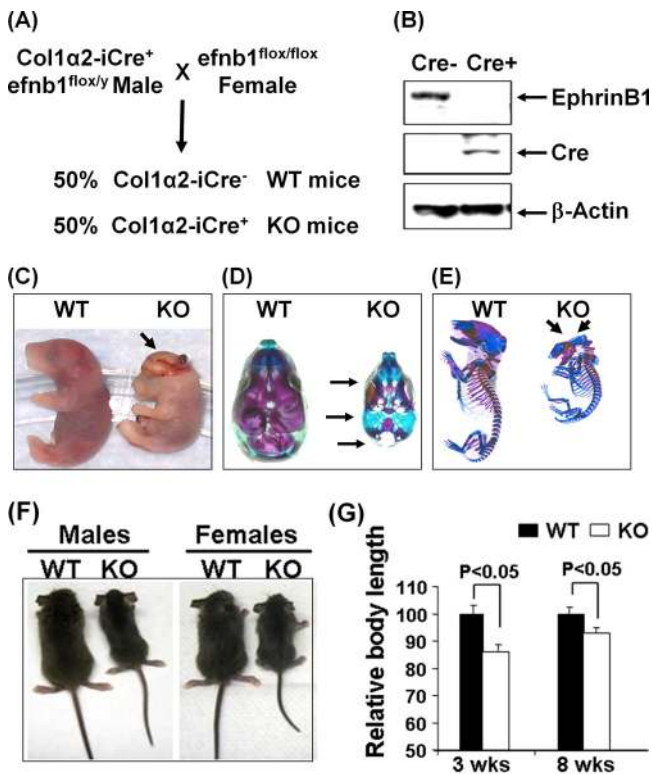 (A)
Col1α2-iCre⁺ efnb1ᶠˡᵒˣ/ᶠˡᵒˣ
efnb1ᶠˡᵒˣ/ʸ Male X Female
50% Col1α2-iCre⁻ WT mice
50% Col1α2-iCre⁺ KO mice
(B)
Cre- Cre+
EphrinB1
Cre
β-Actin
(C)
WT KO
(D)
WT KO
(E)
WT KO
(F)
Males Females
WT KO WT KO
(G)
WT KO
Relative body length
P<0.05 P<0.05
100
90
80
70
60
50
3 wks 8 wks